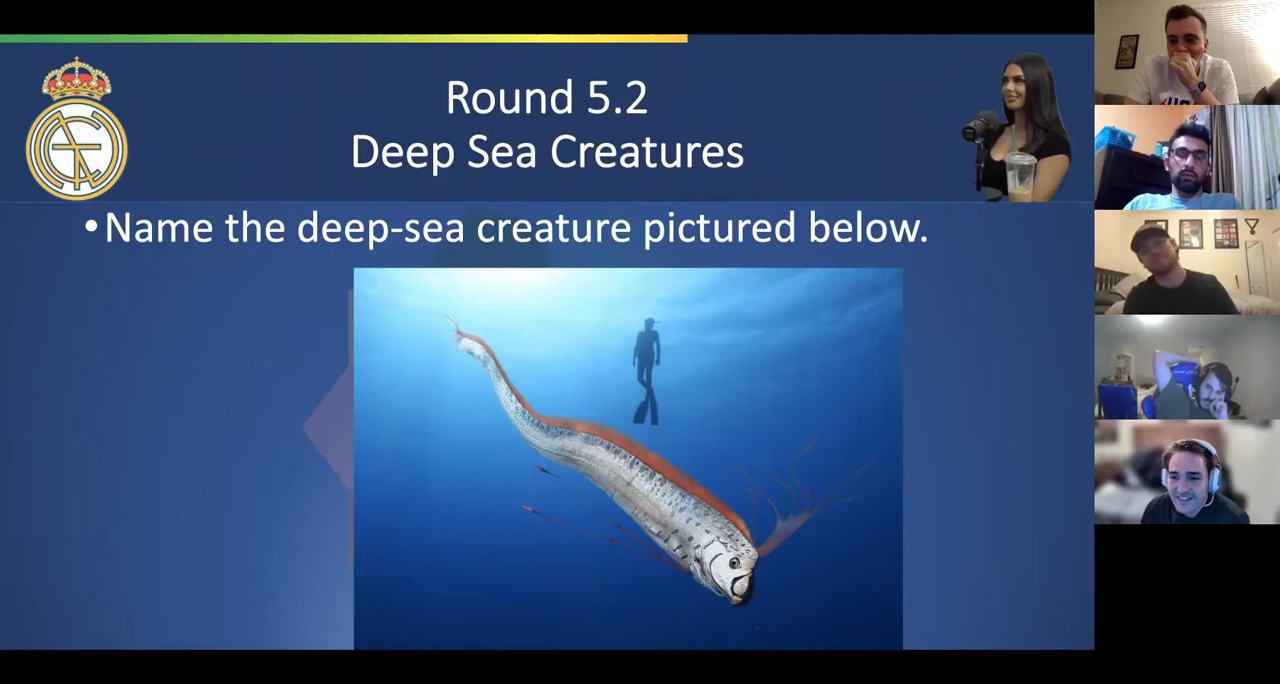 Round 5.2
Deep Sea Creatures
•Name the deep-sea creature pictured below.